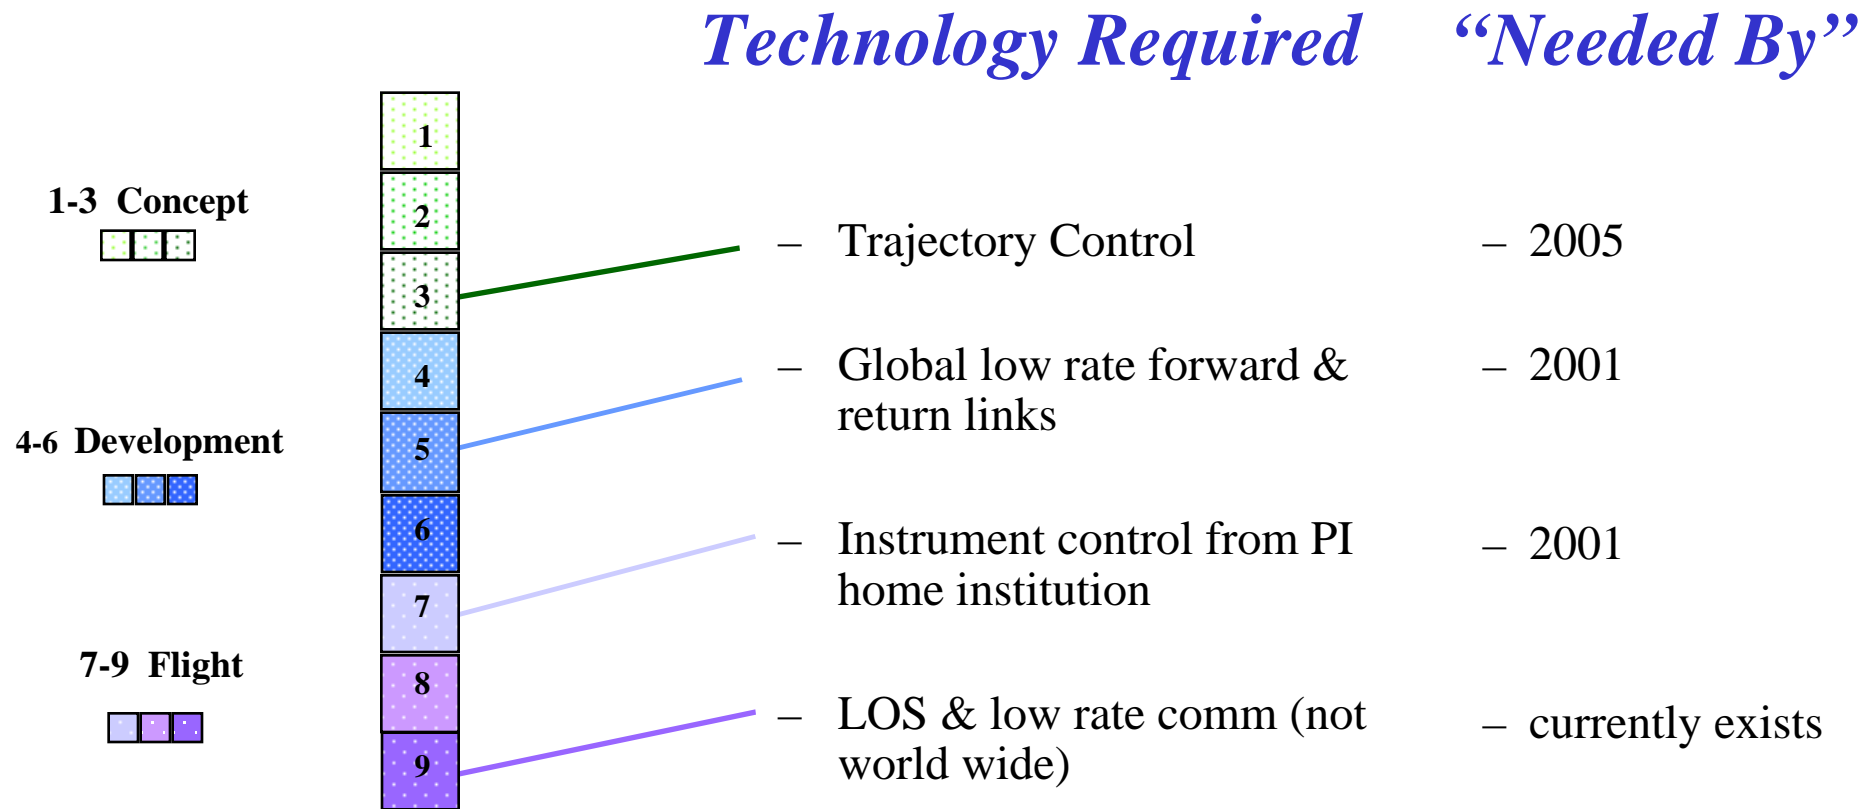 Technology Required “Needed By”
1
1-3 Concept
2
– Trajectory Control – 2005
3
– Global low rate forward & – 2001
return links
4
4-6 Development
5
6
– Instrument control from PI – 2001
home institution
7
7-9 Flight
8
– LOS & low rate comm (not – currently exists
world wide)
9